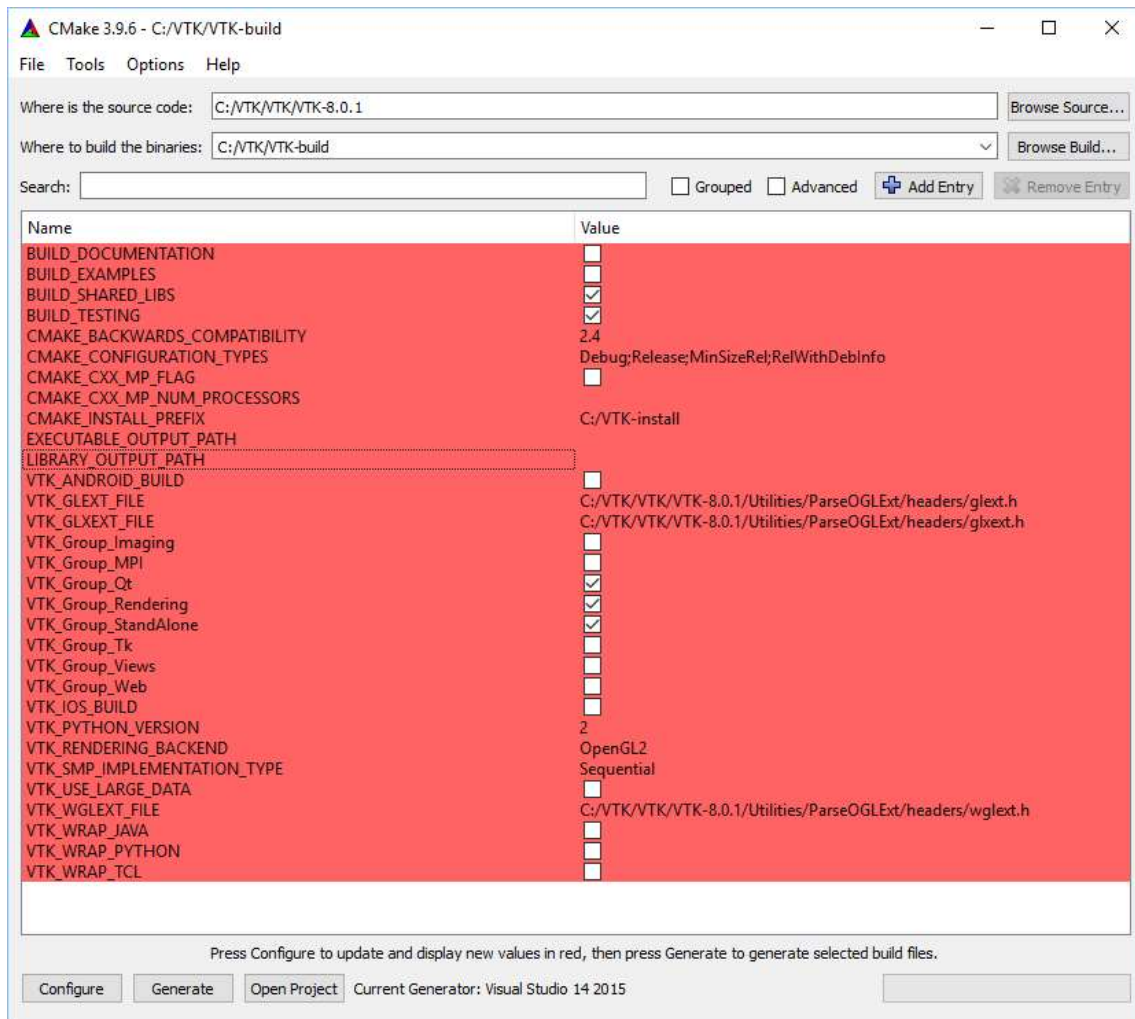 CMake 3.9.6 - C:/VTK/VTK-build
File Tools Options Help
Where is the source code: C:/VTK/VTK/VTK-8.0.1 Browse Source...
Where to build the binaries: C:/VTK/VTK-build Browse Build...
Search: Grouped Advanced Add Entry Remove Entry
Name Value
BUILD_DOCUMENTATION
BUILD_EXAMPLES
BUILD_SHARED_LIBS
BUILD_TESTING
CMAKE_BACKWARDS_COMPATIBILITY 2.4
CMAKE_CONFIGURATION_TYPES Debug;Release;MinSizeRel;RelWithDebInfo
CMAKE_CXX_MP_FLAG
CMAKE_CXX_MP_NUM_PROCESSORS
CMAKE_INSTALL_PREFIX C:/VTK-install
EXECUTABLE_OUTPUT_PATH
LIBRARY_OUTPUT_PATH
VTK_ANDROID_BUILD
VTK_GLEXT_FILE C:/VTK/VTK/VTK-8.0.1/Utilities/ParseOGLExt/headers/glext.h
VTK_GLXEXT_FILE C:/VTK/VTK/VTK-8.0.1/Utilities/ParseOGLExt/headers/glxext.h
VTK_Group_Imaging
VTK_Group_MPI
VTK_Group_Qt
VTK_Group_Rendering
VTK_Group_StandAlone
VTK_Group_Tk
VTK_Group_Views
VTK_Group_Web
VTK_IOS_BUILD
VTK_PYTHON_VERSION 2
VTK_RENDERING_BACKEND OpenGL2
VTK_SMP_IMPLEMENTATION_TYPE Sequential
VTK_USE_LARGE_DATA
VTK_WGLEXT_FILE C:/VTK/VTK/VTK-8.0.1/Utilities/ParseOGLExt/headers/wglext.h
VTK_WRAP_JAVA
VTK_WRAP_PYTHON
VTK_WRAP_TCL
Press Configure to update and display new values in red, then press Generate to generate selected build files.
Configure Generate Open Project Current Generator: Visual Studio 14 2015